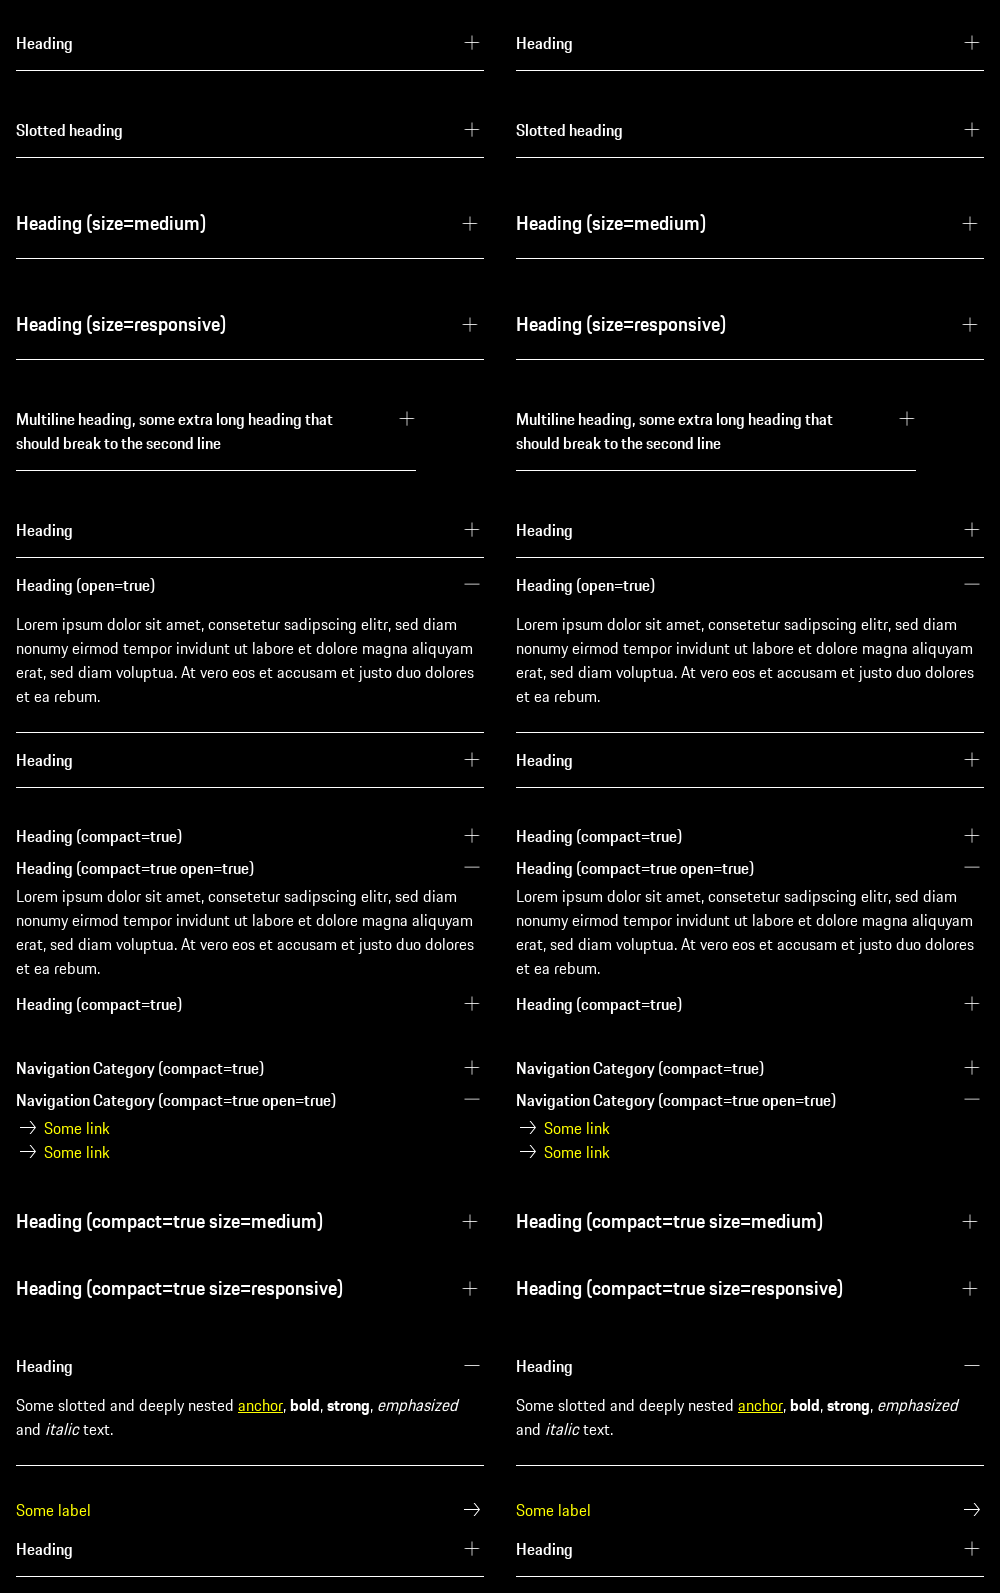 Heading
Slotted heading
Heading (size=medium)
Heading (size=responsive)
Multiline heading, some extra long heading that
should break to the second line
Heading
Heading (open=true)
Lorem ipsum dolor sit amet, consetetur sadipscing elitr, sed diam
nonumy eirmod tempor invidunt ut labore et dolore magna aliquyam
erat, sed diam voluptua. At vero eos et accusam et justo duo dolores
et ea rebum.
Heading
Heading (compact=true)
Heading (compact=true open=true)
Lorem ipsum dolor sit amet, consetetur sadipscing elitr, sed diam
nonumy eirmod tempor invidunt ut labore et dolore magna aliquyam
erat, sed diam voluptua. At vero eos et accusam et justo duo dolores
et ea rebum.
Heading (compact=true)
Navigation Category (compact=true)
Navigation Category (compact=true open=true)
Some link
Some link
Heading (compact=true size=medium)
Heading (compact=true size=responsive)
Heading
Some slotted and deeply nested anchor, bold, strong, emphasized
and italic text.
Some label
Heading
Heading
Slotted heading
Heading (size=medium)
Heading (size=responsive)
Multiline heading, some extra long heading that
should break to the second line
Heading
Heading (open=true)
Lorem ipsum dolor sit amet, consetetur sadipscing elitr, sed diam
nonumy eirmod tempor invidunt ut labore et dolore magna aliquyam
erat, sed diam voluptua. At vero eos et accusam et justo duo dolores
et ea rebum.
Heading
Heading (compact=true)
Heading (compact=true open=true)
Lorem ipsum dolor sit amet, consetetur sadipscing elitr, sed diam
nonumy eirmod tempor invidunt ut labore et dolore magna aliquyam
erat, sed diam voluptua. At vero eos et accusam et justo duo dolores
et ea rebum.
Heading (compact=true)
Navigation Category (compact=true)
Navigation Category (compact=true open=true)
Some link
Some link
Heading (compact=true size=medium)
Heading (compact=true size=responsive)
Heading
Some slotted and deeply nested anchor, bold, strong, emphasized
and italic text.
Some label
Heading